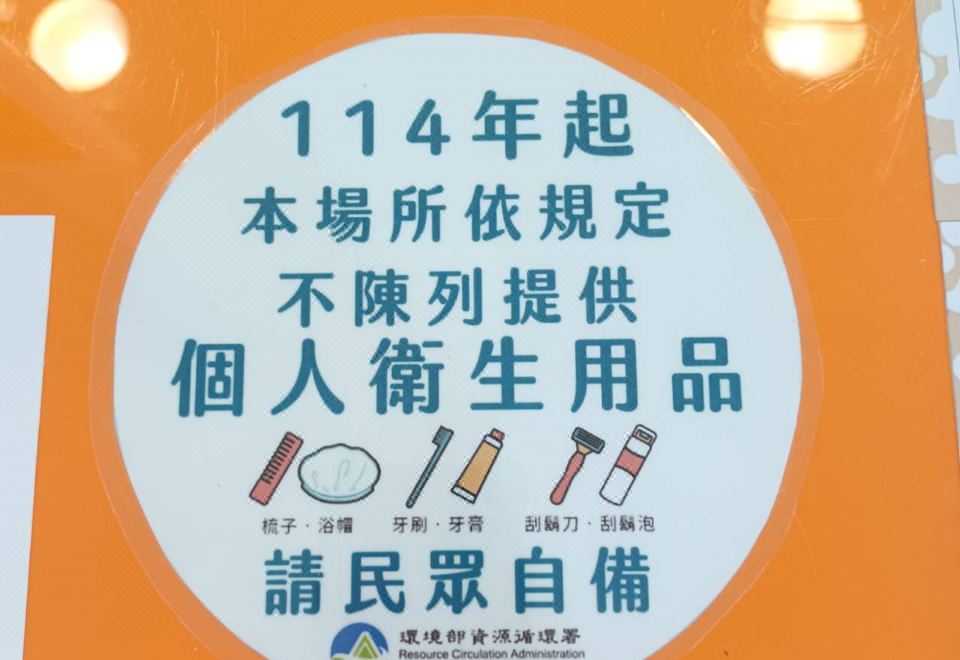 114年起
本場所依規定
不陳列提供
個人衛生用品
梳子·浴帽 牙刷·牙膏 刮鬍刀·刮鬍泡
請民眾自備
環境部資源循環署
Resource Circulation Administration